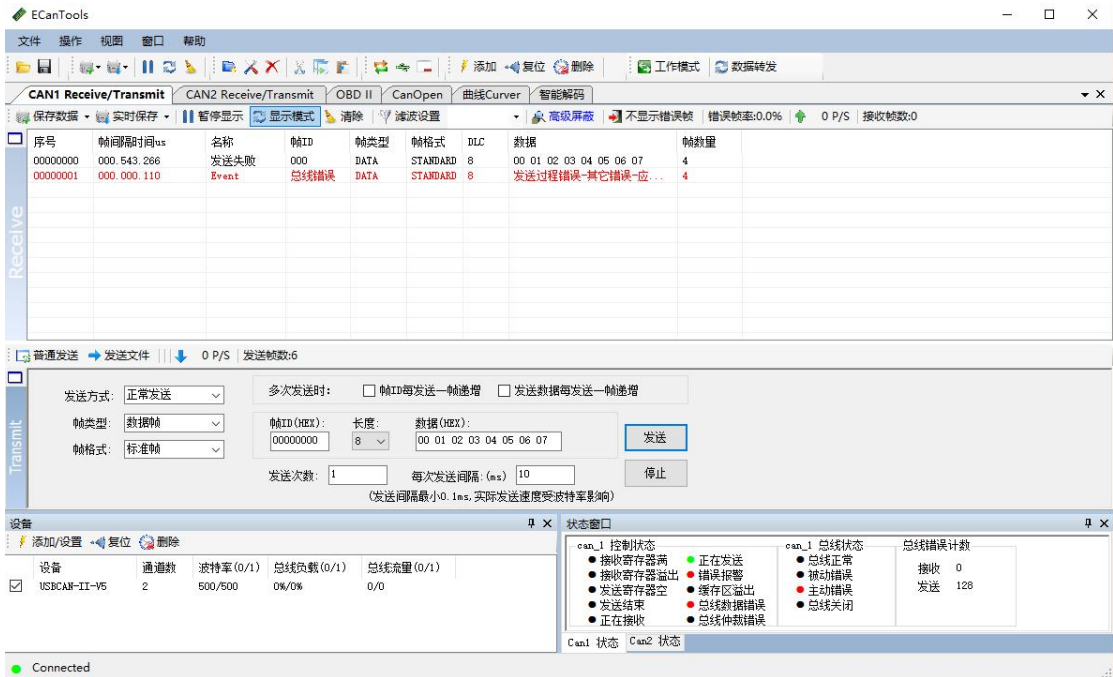 ECanTools
文件 操作 视图 窗口 帮助
添加 复位 删除 工作模式 数据转发
CAN1 Receive/Transmit CAN2 Receive/Transmit OBD II CanOpen 曲线Curver 智能解码
保存数据 实时保存 暂停显示 显示模式 清除 滤波设置 高级屏蔽 不显示错误帧 错误帧率:0.0% 0 P/S 接收帧数:0
序号 帧间隔时间us 名称 帧ID 帧类型 帧格式 DLC 数据 帧数量
00000000 000.543.266 发送失败 000 DATA STANDARD 8 00 01 02 03 04 05 06 07 4
00000001 000.000.110 Event 总线错误 DATA STANDARD 8 发送过程错误-其它错误-应... 4
Receive
普通发送 发送文件 0 P/S 发送帧数:6
发送方式: 正常发送 多次发送时: 帧ID每发送一帧递增 发送数据每发送一帧递增
帧类型: 数据帧 帧ID(HEX): 长度: 数据(HEX):
00000000 8 00 01 02 03 04 05 06 07 发送
帧格式: 标准帧
发送次数: 1 每次发送间隔:(ms) 10 停止
(发送间隔最小0.1ms,实际发送速度受波特率影响)
Transmit
设备
添加/设置 复位 删除
设备 通道数 波特率(0/1) 总线负载(0/1) 总线流量(0/1)
USBCAN-II-V5 2 500/500 0%/0% 0/0
状态窗口
can_1 控制状态 can_1 总线状态 总线错误计数
接收寄存器满 正在发送 总线正常 接收 0
接收寄存器溢出 错误报警 被动错误
发送寄存器空 缓存区溢出 主动错误 发送 128
发送结束 总线数据错误 总线关闭
正在接收 总线仲裁错误
Can1 状态 Can2 状态
Connected